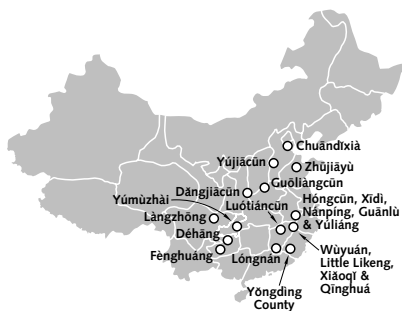 Chuāndǐxià
Yújiācūn
Zhūjiāyù
Guōliàngcūn
Dǎngjiācūn
Luótiáncūn
Yúmùzhài
Hóngcūn, Xīdì,
Nánpíng, Guānlù
& Yúliáng
Làngzhōng
Déhāng
Fènghuáng
Lóngnán
Wùyuán,
Little Likeng,
Xiǎoqǐ &
Qīnghuá
Yǒngdìng
County